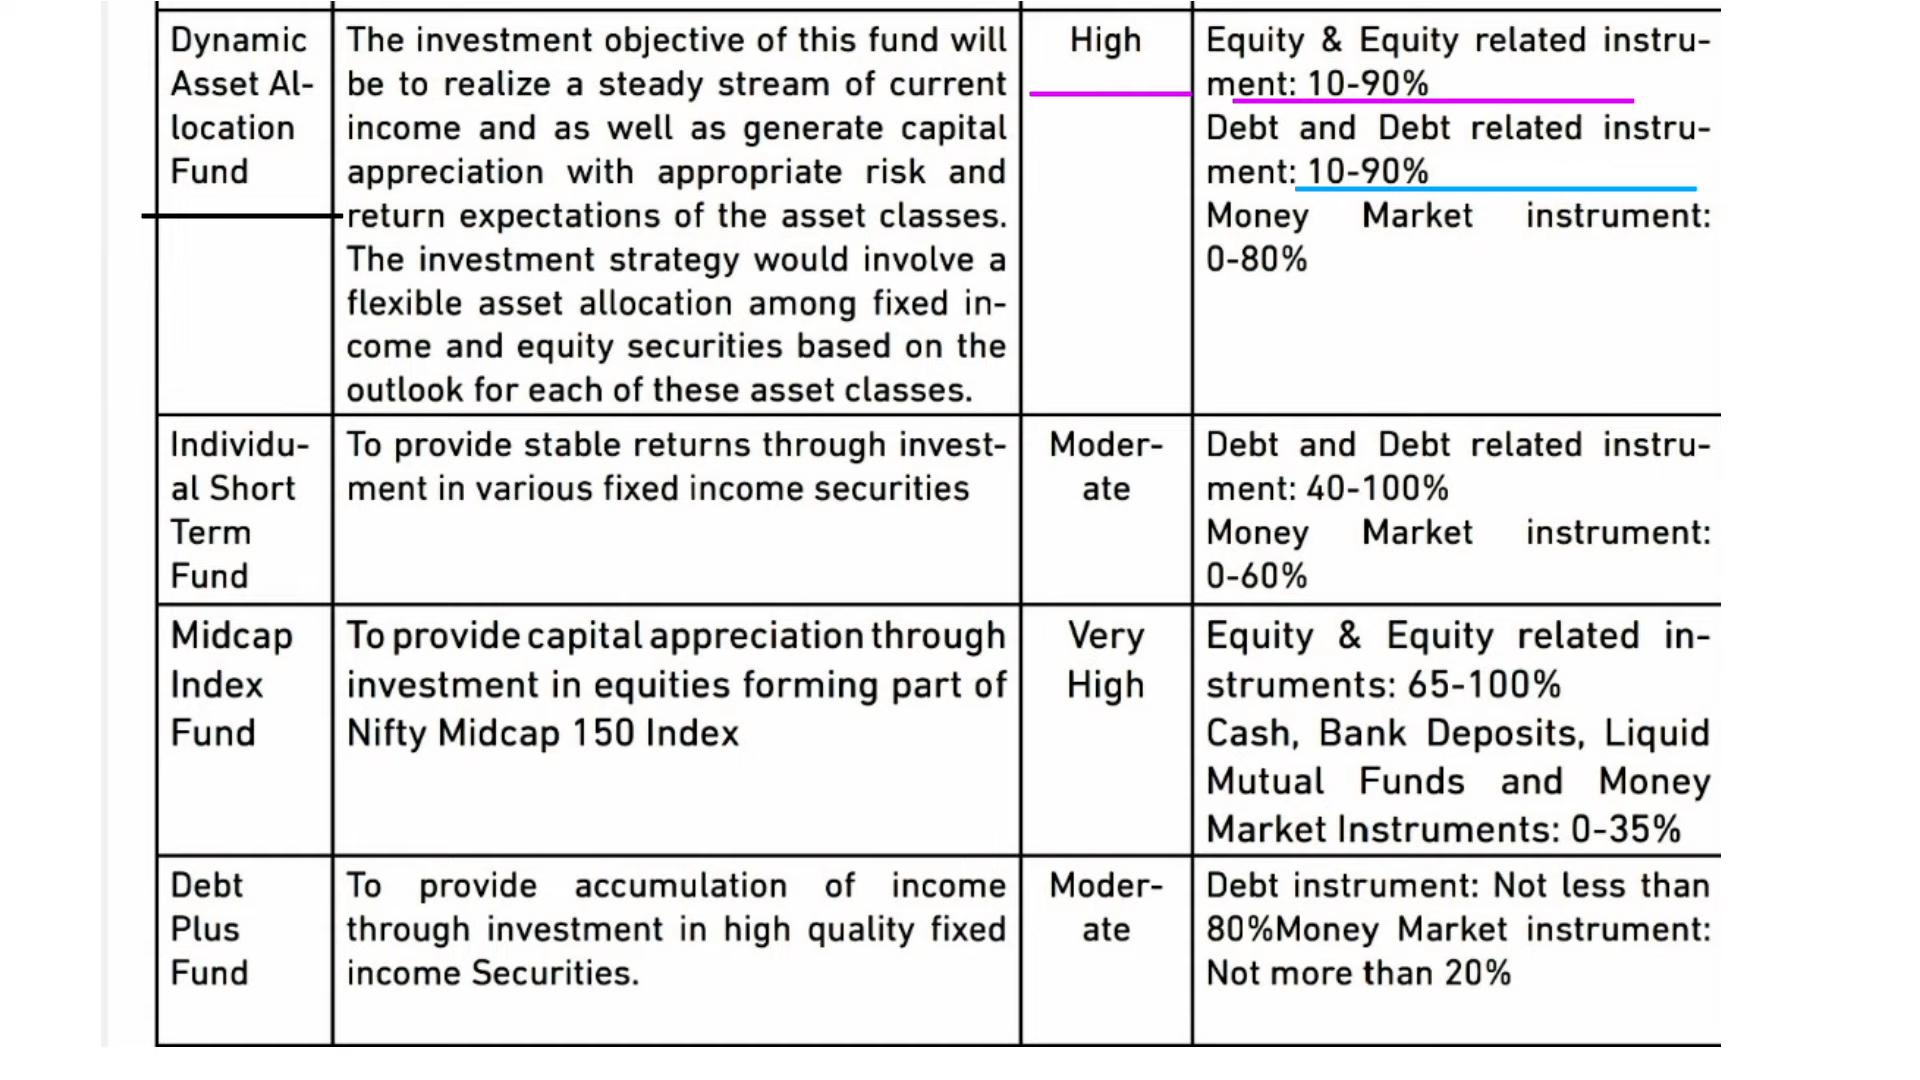 Dynamic
Asset Al-
location
Fund
The investment objective of this fund will
be to realize a steady stream of current
income and as well as generate capital
appreciation with appropriate risk and
return expectations of the asset classes.
The investment strategy would involve a
flexible asset allocation among fixed in-
come and equity securities based on the
outlook for each of these asset classes.
High
Equity & Equity related instru-
ment: 10-90%
Debt and Debt related instru-
ment: 10-90%
Money Market instrument:
0-80%
Individu-
al Short
Term
Fund
To provide stable returns through invest-
ment in various fixed income securities
Moder-
ate
Debt and Debt related instru-
ment: 40-100%
Money Market instrument:
0-60%
Midcap
Index
Fund
To provide capital appreciation through
investment in equities forming part of
Nifty Midcap 150 Index
Very
High
Equity & Equity related in-
struments: 65-100%
Cash, Bank Deposits, Liquid
Mutual Funds and Money
Market Instruments: 0-35%
Debt
Plus
Fund
To provide accumulation of income
through investment in high quality fixed
income Securities.
Moder-
ate
Debt instrument: Not less than
80%Money Market instrument:
Not more than 20%